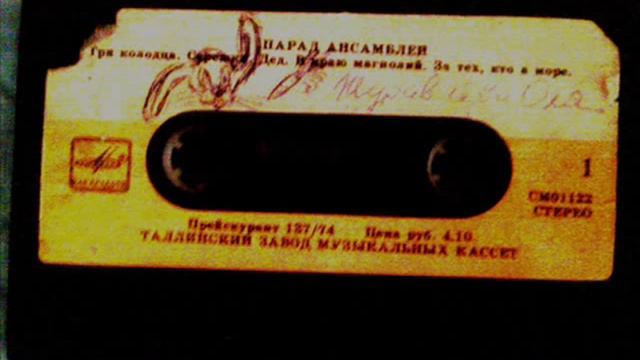 ПАРАД АНСАМБЛЕЙ
Три колодца. Дед. В краю магнолий. За тех, кто в море.
1
СМ01122
СТЕРЕО
Прейскурант 127/74 Цена руб. 4.10
ТАЛЛИНСКИЙ ЗАВОД МУЗЫКАЛЬНЫХ КАССЕТ